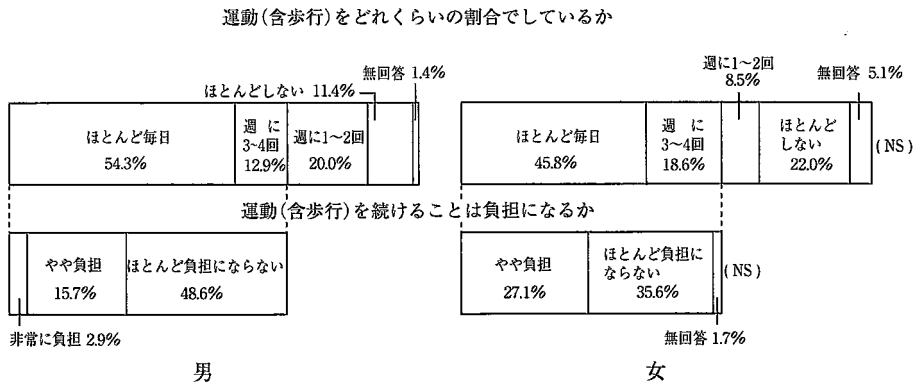 運動(含歩行)をどれくらいの割合でしているか
無回答 1.4%
ほとんどしない 11.4%
ほとんど毎日
54.3%
週に
3~4回
12.9%
週に1~2回
20.0%
週に1~2回
8.5%
無回答 5.1%
ほとんど毎日
45.8%
週に
3~4回
18.6%
ほとんど
しない
22.0%
(NS)
運動(含歩行)を続けることは負担になるか
やや負担
15.7%
ほとんど負担にならない
48.6%
非常に負担 2.9%
やや負担
27.1%
ほとんど負担に
ならない
35.6%
(NS)
無回答 1.7%
男
女